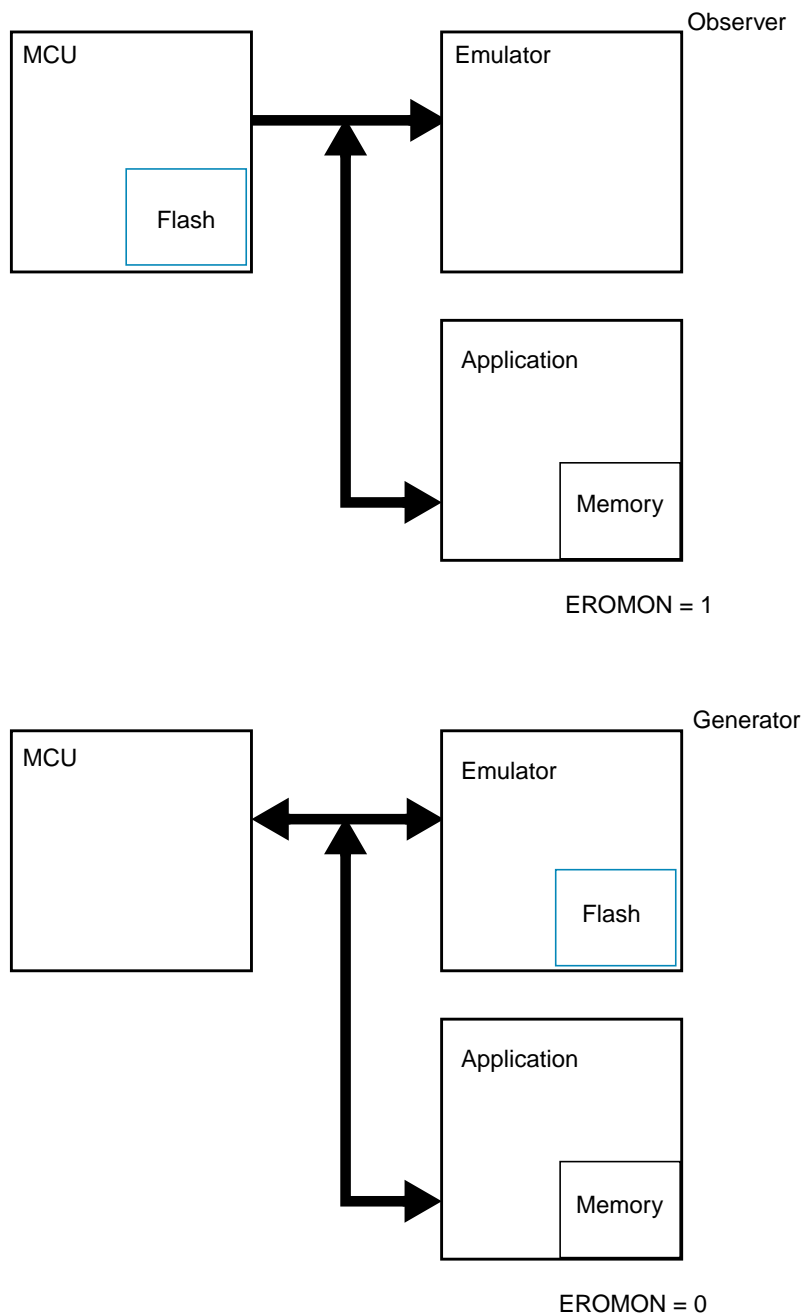 Observer
MCU
Emulator
Flash
Application
Memory
EROMON = 1
Generator
MCU
Emulator
Flash
Application
Memory
EROMON = 0